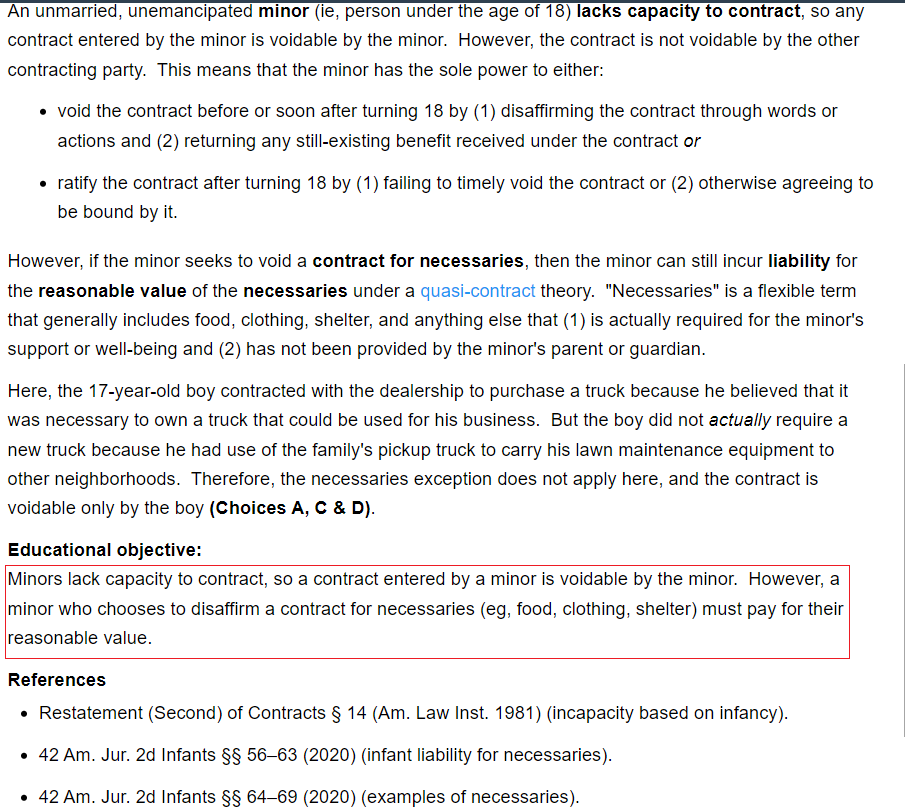 An unmarried, unemancipated minor (ie, person under the age of 18) lacks capacity to contract, so any
contract entered by the minor is voidable by the minor.  However, the contract is not voidable by the other
contracting party.  This means that the minor has the sole power to either:
• void the contract before or soon after turning 18 by (1) disaffirming the contract through words or
actions and (2) returning any still-existing benefit received under the contract or
• ratify the contract after turning 18 by (1) failing to timely void the contract or (2) otherwise agreeing to
be bound by it.
However, if the minor seeks to void a contract for necessaries, then the minor can still incur liability for
the reasonable value of the necessaries under a quasi-contract theory.  "Necessaries" is a flexible term
that generally includes food, clothing, shelter, and anything else that (1) is actually required for the minor's
support or well-being and (2) has not been provided by the minor's parent or guardian.
Here, the 17-year-old boy contracted with the dealership to purchase a truck because he believed that it
was necessary to own a truck that could be used for his business.  But the boy did not actually require a
new truck because he had use of the family's pickup truck to carry his lawn maintenance equipment to
other neighborhoods.  Therefore, the necessaries exception does not apply here, and the contract is
voidable only by the boy (Choices A, C & D).
Educational objective:
Minors lack capacity to contract, so a contract entered by a minor is voidable by the minor.  However, a
minor who chooses to disaffirm a contract for necessaries (eg, food, clothing, shelter) must pay for their
reasonable value.
References
• Restatement (Second) of Contracts § 14 (Am. Law Inst. 1981) (incapacity based on infancy).
• 42 Am. Jur. 2d Infants §§ 56–63 (2020) (infant liability for necessaries).
• 42 Am. Jur. 2d Infants §§ 64–69 (2020) (examples of necessaries).